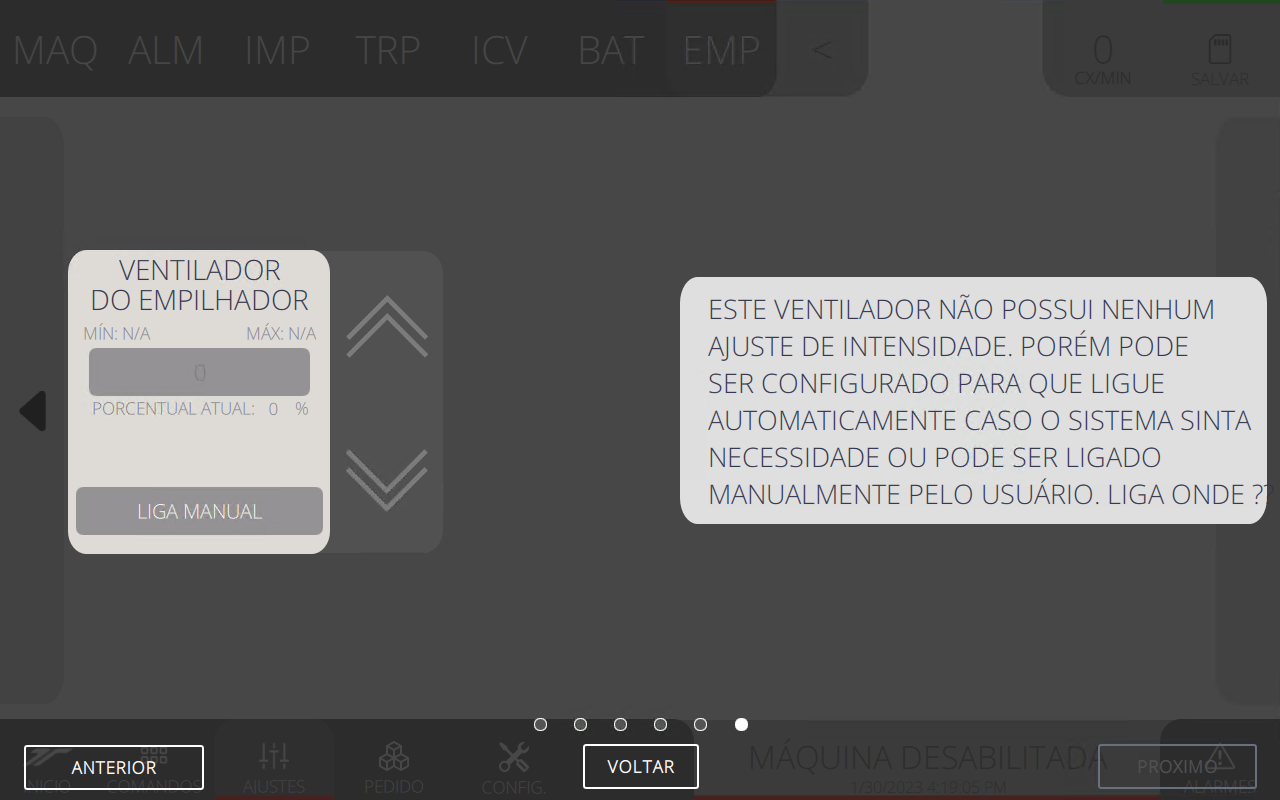 MAQ ALM IMP TRP ICV BAT EMP <
0
CX/MIN
SALVAR
VENTILADOR
DO EMPILHADOR
MÍN: N/A MÁX: N/A
0
PORCENTUAL ATUAL: 0 %
LIGA MANUAL
ESTE VENTILADOR NÃO POSSUI NENHUM
AJUSTE DE INTENSIDADE. PORÉM PODE
SER CONFIGURADO PARA QUE LIGUE
AUTOMATICAMENTE CASO O SISTEMA SINTA
NECESSIDADE OU PODE SER LIGADO
MANUALMENTE PELO USUÁRIO. LIGA ONDE ??
ANTERIOR
VOLTAR
PROXIMO
INICIO
COMANDOS
AJUSTES
PEDIDO
CONFIG.
MÁQUINA DESABILITADA
1/30/2023 4:19:05 PM
ALARMES